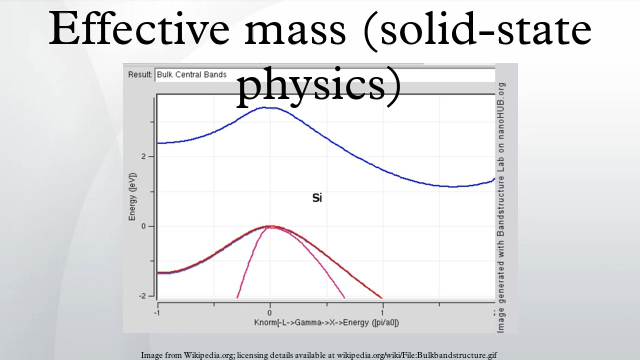 Effective mass (solid-state
physics)
Result: Bulk Central Bands
2
0
-2
Energy ([eV])
Si
-1
0
1
Knorm[-L->Gamma->X->Energy ([pi/a0])
Image generated with Bandstructure Lab on nanoHUB.org
Image from Wikipedia.org; licensing details available at wikipedia.org/wiki/File:Bulkbandstructure.gif